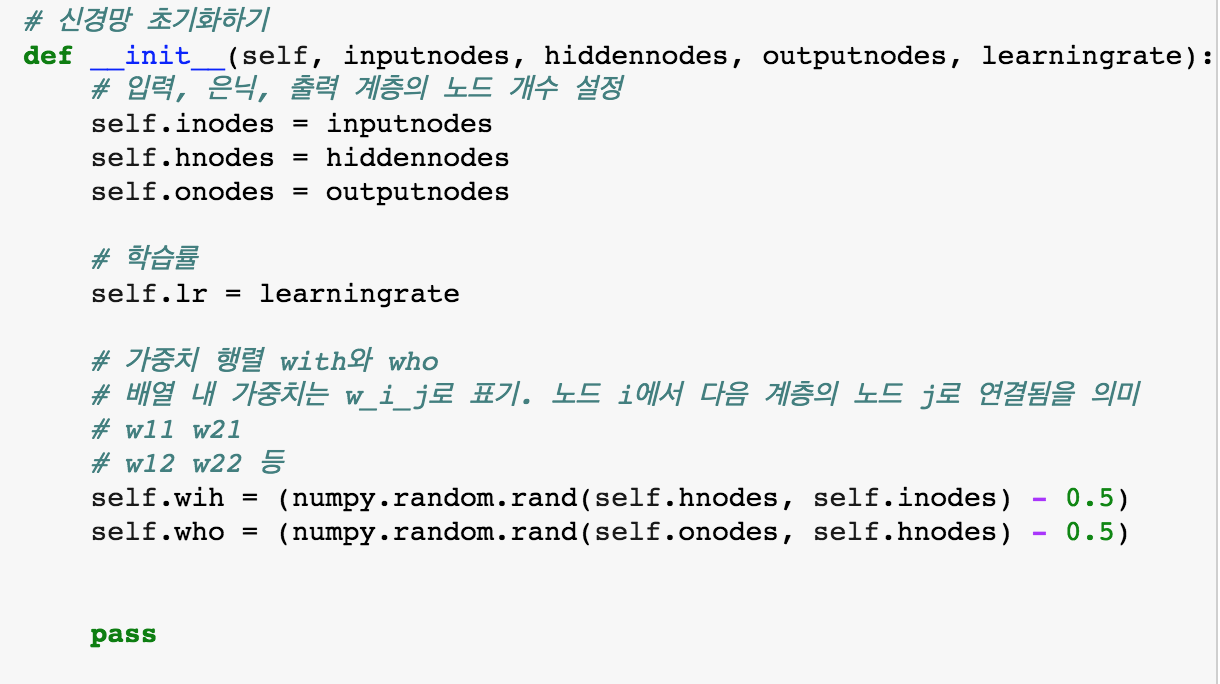 # 신경망 초기화하기
def __init__(self, inputnodes, hiddennodes, outputnodes, learningrate):
    # 입력, 은닉, 출력 계층의 노드 개수 설정
    self.inodes = inputnodes
    self.hnodes = hiddennodes
    self.onodes = outputnodes
    # 학습률
    self.lr = learningrate
    # 가중치 행렬 with와 who
    # 배열 내 가중치는 w_i_j로 표기. 노드 i에서 다음 계층의 노드 j로 연결됨을 의미
    # w11 w21
    # w12 w22 등
    self.wih = (numpy.random.rand(self.hnodes, self.inodes) - 0.5)
    self.who = (numpy.random.rand(self.onodes, self.hnodes) - 0.5)
    pass